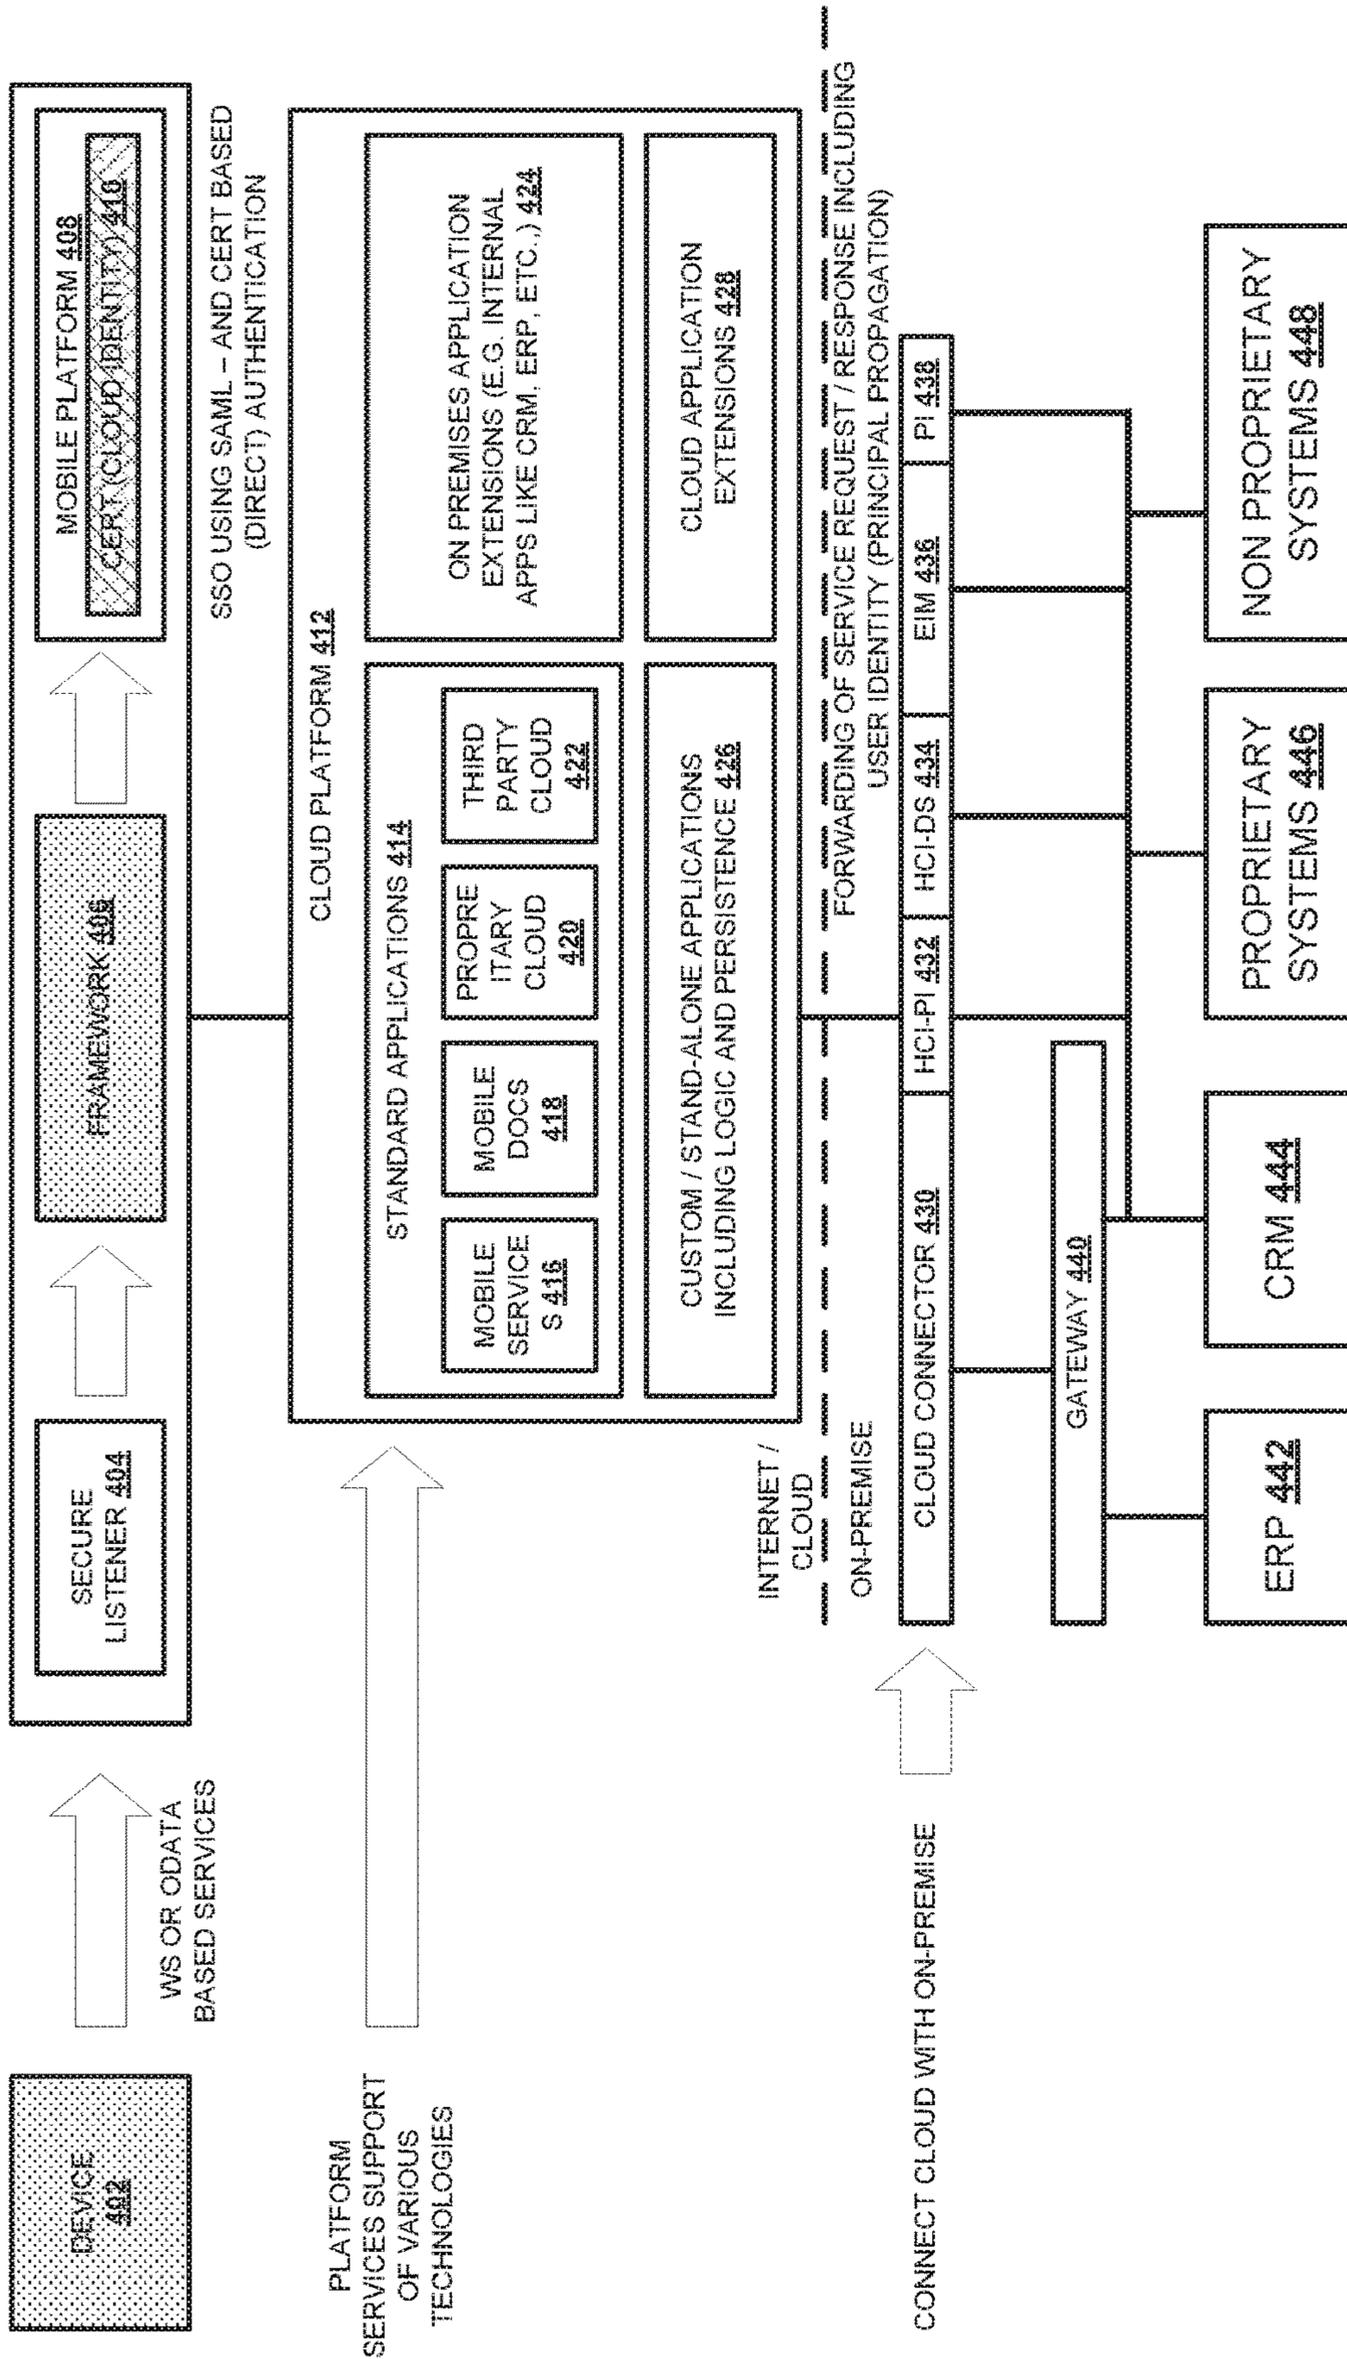 DEVICE
402
WS OR ODATA
BASED SERVICES
SECURE
LISTENER 404
FRAMEWORK 406
MOBILE PLATFORM 408
CERT (CLOUD IDENTITY) 410
SSO USING SAML – AND CERT BASED
(DIRECT) AUTHENTICATION
PLATFORM
SERVICES SUPPORT
OF VARIOUS
TECHNOLOGIES
CLOUD PLATFORM 412
STANDARD APPLICATIONS 414
MOBILE
SERVICE
S 416
MOBILE
DOCS
418
PROPRE
ITARY
CLOUD
420
THIRD
PARTY
CLOUD
422
ON PREMISES APPLICATION
EXTENSIONS (E.G. INTERNAL
APPS LIKE CRM, ERP, ETC.,) 424
CUSTOM / STAND-ALONE APPLICATIONS
INCLUDING LOGIC AND PERSISTENCE 426
CLOUD APPLICATION
EXTENSIONS 428
INTERNET /
CLOUD
ON-PREMISE
FORWARDING OF SERVICE REQUEST / RESPONSE INCLUDING
USER IDENTITY (PRINCIPAL PROPAGATION)
CONNECT CLOUD WITH ON-PREMISE
CLOUD CONNECTOR 430
HCI-PI 432
HCI-DS 434
EIM 436
PI 438
GATEWAY 440
ERP 442
CRM 444
PROPRIETARY
SYSTEMS 446
NON PROPRIETARY
SYSTEMS 448